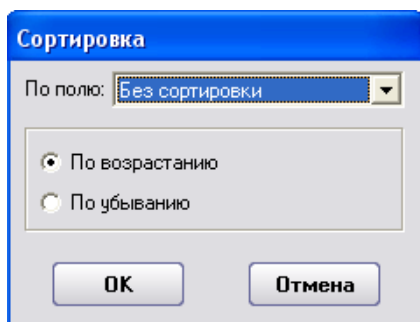 Сортировка
По полю: Без сортировки
По возрастанию
По убыванию
OK Отмена